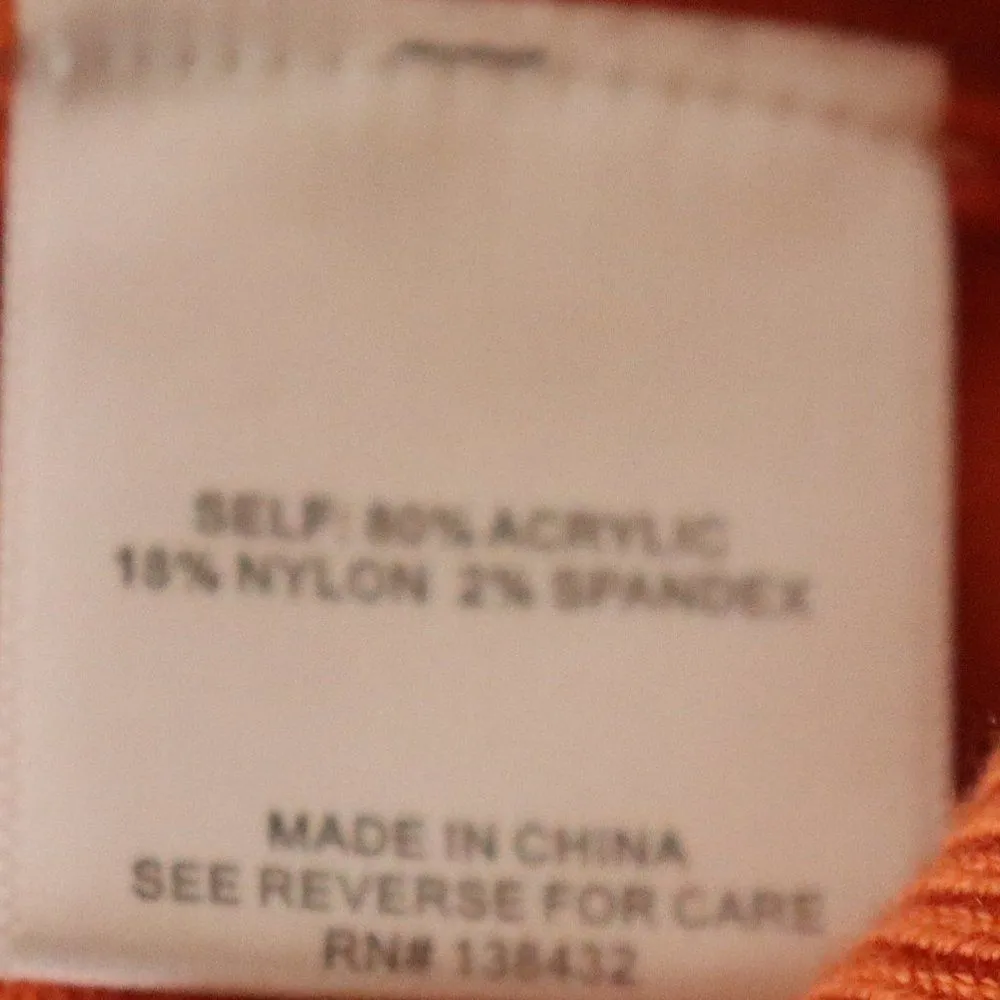 SELF: 80% ACRYLIC
18% NYLON 2% SPANDEX
MADE IN CHINA
SEE REVERSE FOR CARE
RN# 138432